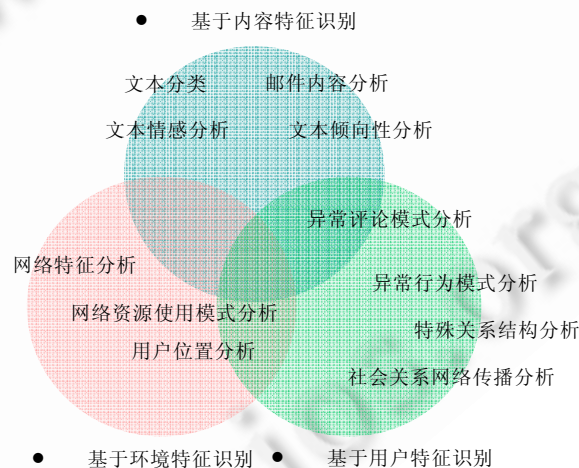 ● 基于内容特征识别
文本分类 邮件内容分析
文本情感分析 文本倾向性分析
异常评论模式分析
网络特征分析
异常行为模式分析
网络资源使用模式分析
特殊关系结构分析
用户位置分析
社会关系网络传播分析
● 基于环境特征识别 ● 基于用户特征识别